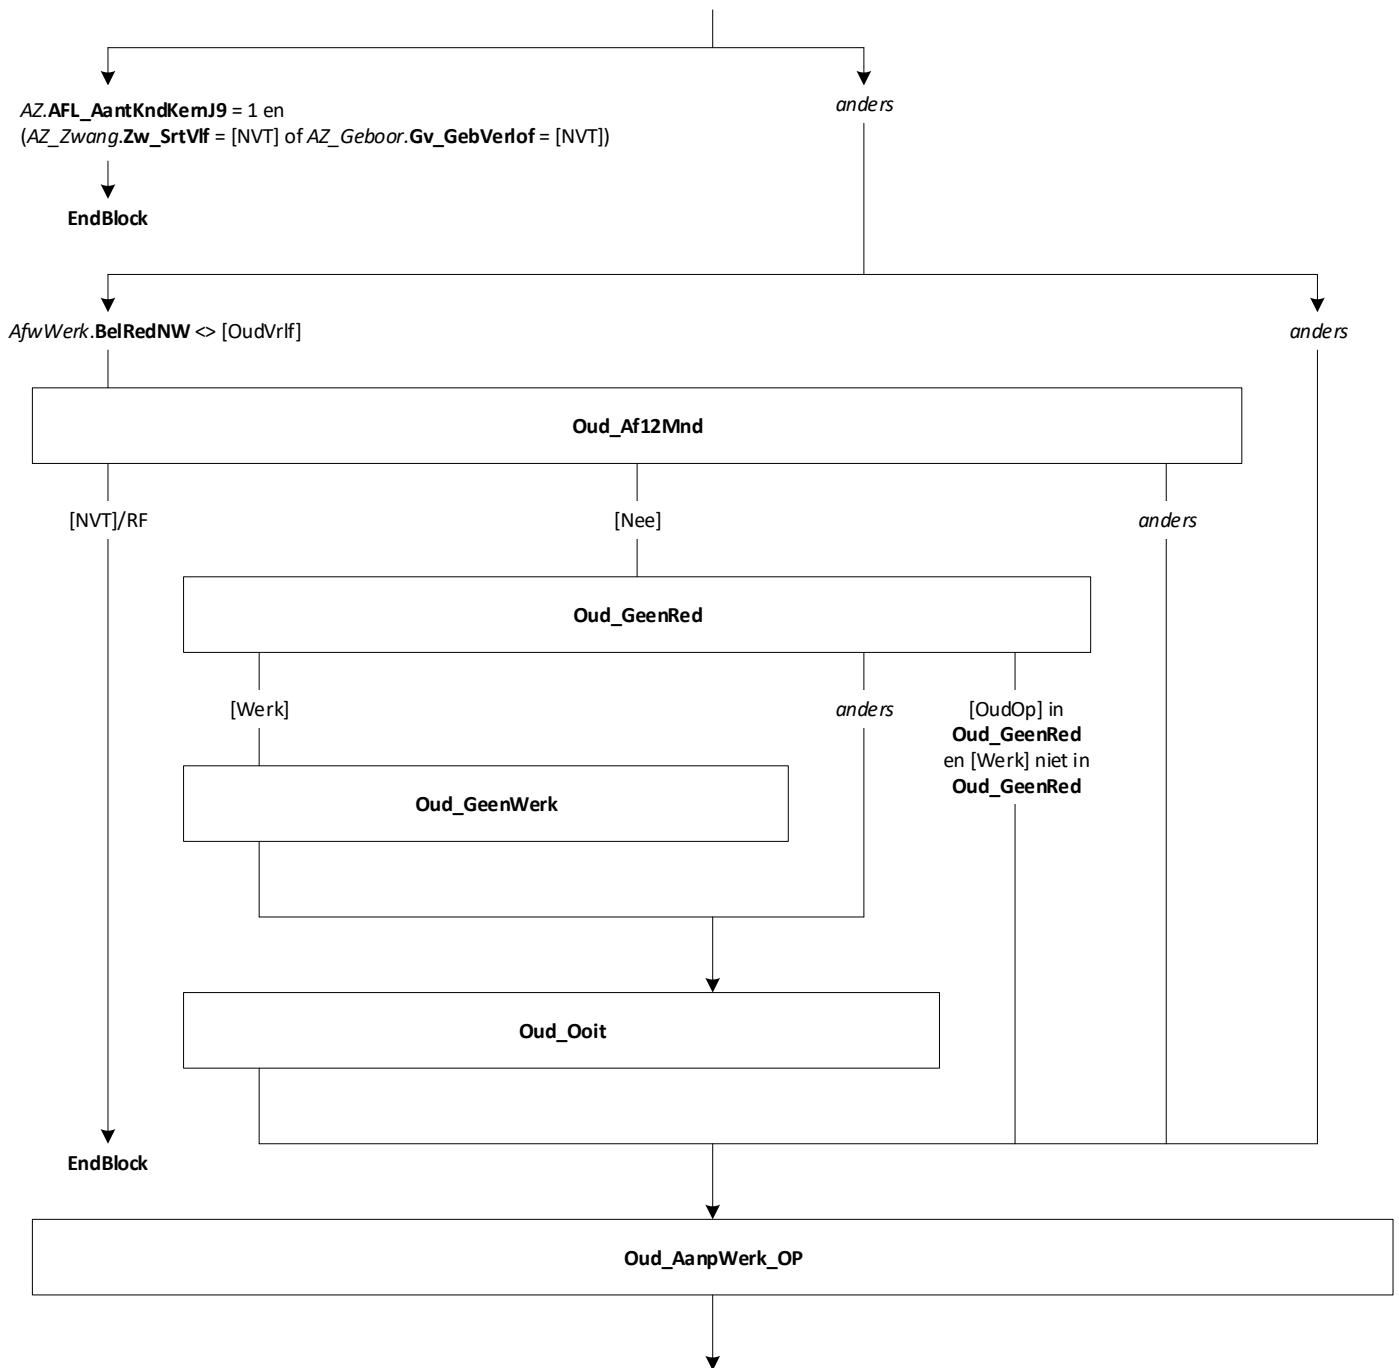 AZ.AFL_AantKndKernJ9 = 1 en
(AZ_Zwang.Zw_SrtVlf = [NVT] of AZ_Geboor.Gv_GebVerlof = [NVT])
anders
EndBlock
AfwWerk.BelRedNW <> [OudVrlf]
anders
Oud_Af12Mnd
[NVT]/RF
[Nee]
anders
Oud_GeenRed
[Werk]
anders
[OudOp] in
Oud_GeenRed
en [Werk] niet in
Oud_GeenRed
Oud_GeenWerk
Oud_Ooit
EndBlock
Oud_AanpWerk_OP